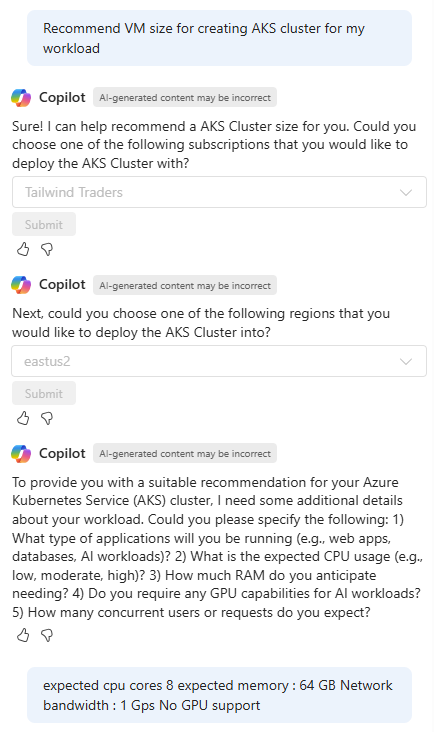 Recommend VM size for creating AKS cluster for my
workload
Copilot AI-generated content may be incorrect
Sure! I can help recommend a AKS Cluster size for you. Could you
choose one of the following subscriptions that you would like to
deploy the AKS Cluster with?
Tailwind Traders
Submit
Copilot AI-generated content may be incorrect
Next, could you choose one of the following regions that you
would like to deploy the AKS Cluster into?
eastus2
Submit
Copilot AI-generated content may be incorrect
To provide you with a suitable recommendation for your Azure
Kubernetes Service (AKS) cluster, I need some additional details
about your workload. Could you please specify the following: 1)
What type of applications will you be running (e.g., web apps,
databases, AI workloads)? 2) What is the expected CPU usage (e.g.,
low, moderate, high)? 3) How much RAM do you anticipate
needing? 4) Do you require any GPU capabilities for AI workloads?
5) How many concurrent users or requests do you expect?
expected cpu cores 8 expected memory : 64 GB Network
bandwidth : 1 Gps No GPU support